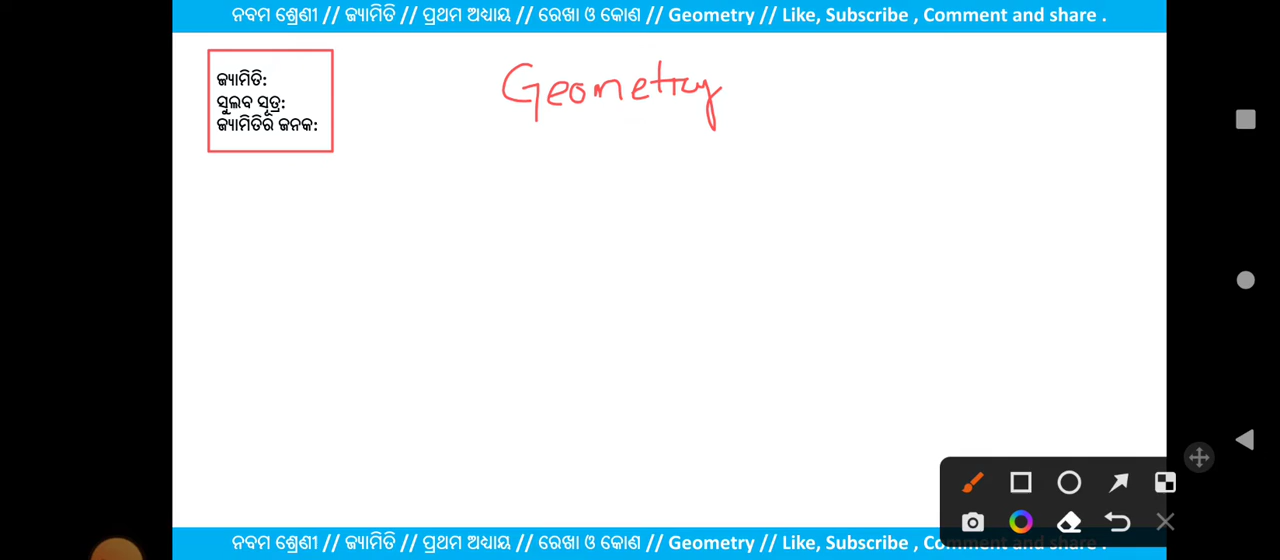 ନବମ ଶ୍ରେଣୀ // ଜ୍ୟାମିତି // ପ୍ରଥମ ଅଧ୍ୟାୟ // ରେଖା ଓ କୋଣ // Geometry // Like, Subscribe , Comment and share .
ଜ୍ୟାମିତି:
ସୁଲବ ସୂତ୍ର:
ଜ୍ୟାମିତିର ଜନକ:
Geometry
ନବମ ଶ୍ରେଣୀ // ଜ୍ୟାମିତି // ପ୍ରଥମ ଅଧ୍ୟାୟ // ରେଖା ଓ କୋଣ // Geometry // Like, Subscribe , Comment and share .